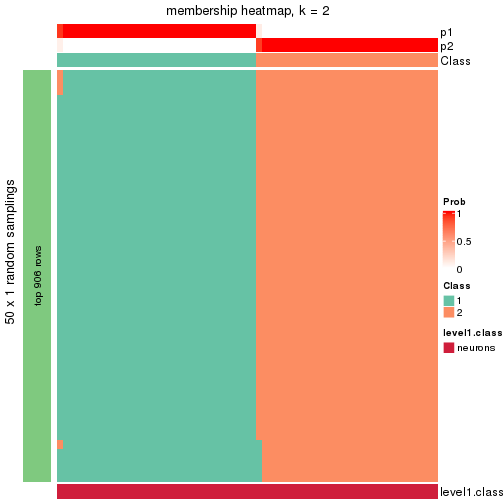 membership heatmap, k = 2
p1
p2
Class
50 x 1 random samplings
top 906 rows
Prob
1
0.5
0
Class
1
2
level1.class
neurons
level1.class